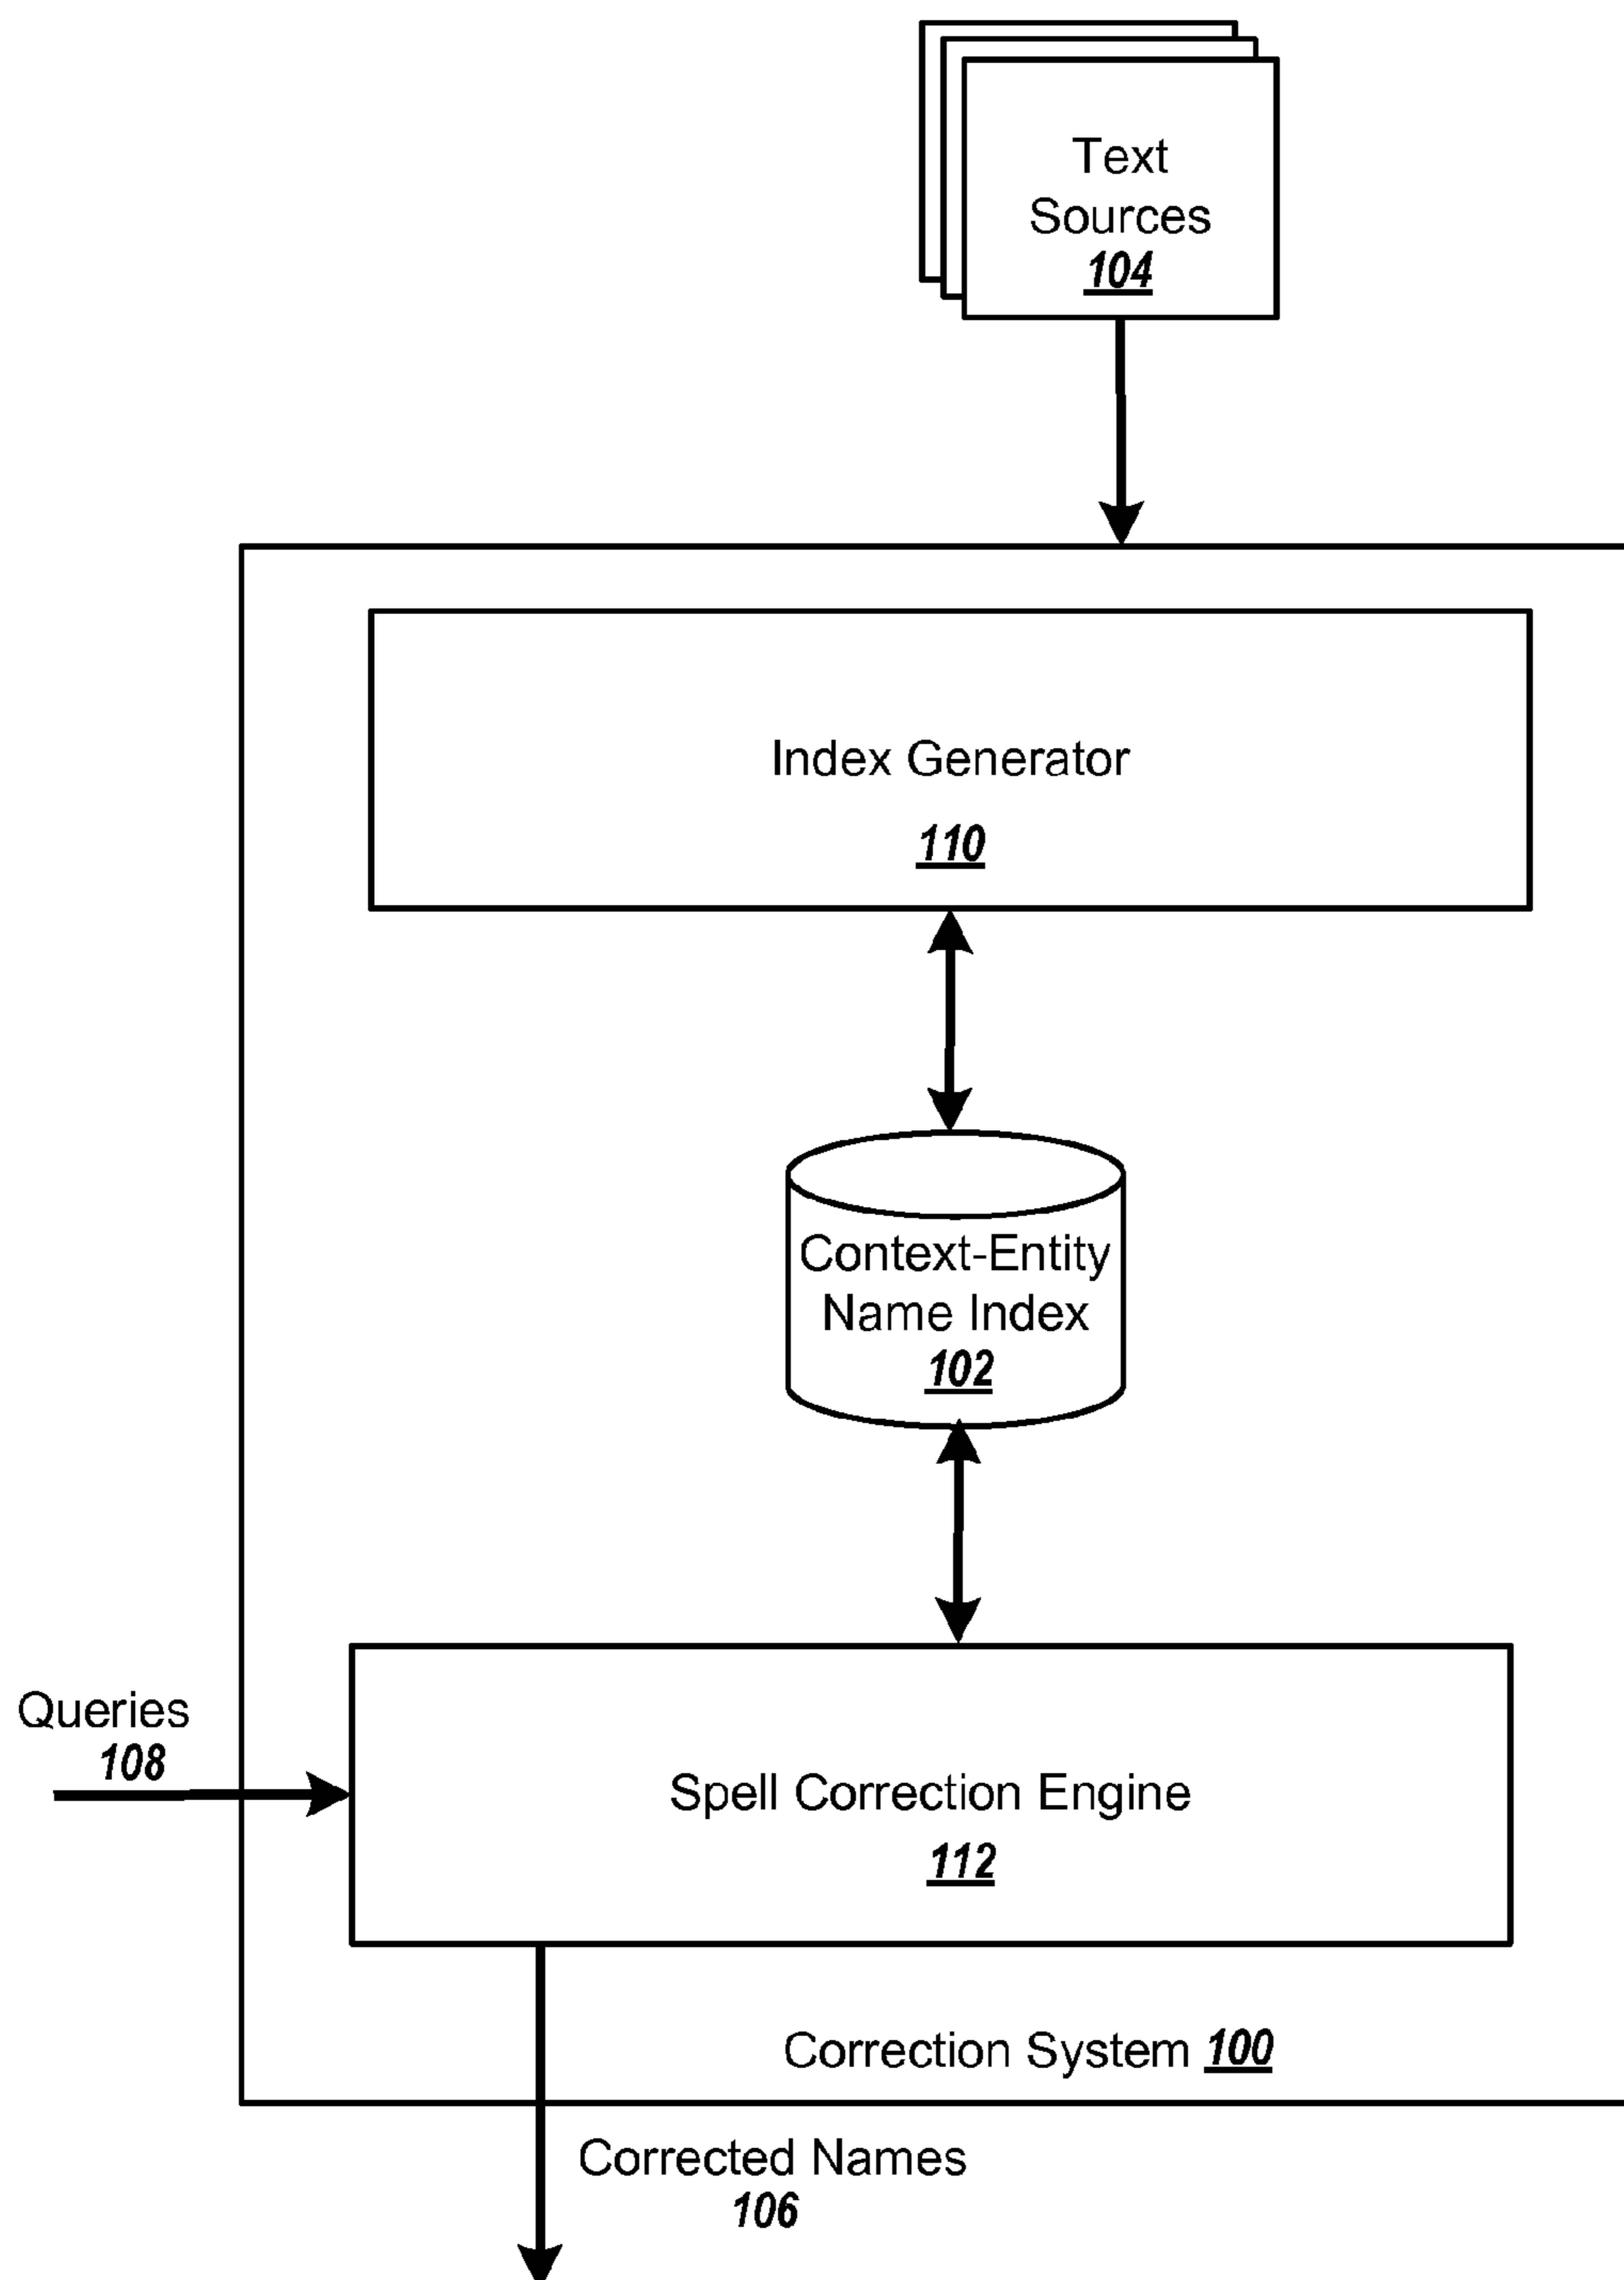 Text
Sources
104
Index Generator
110
Context-Entity
Name Index
102
Queries
108
Spell Correction Engine
112
Correction System 100
Corrected Names
106